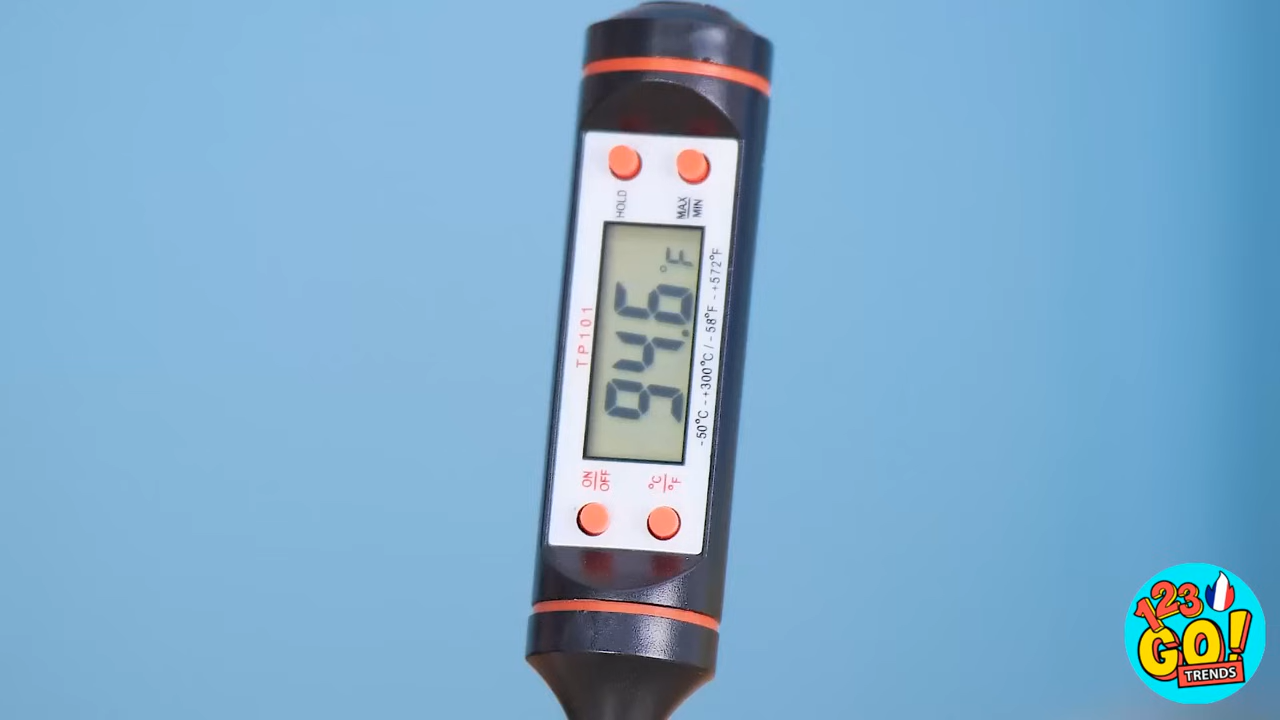 HOLD
MAX
MIN
94.6 °F
TP101
-50°C -+300°C / -58°F -+572°F
ON
OFF
°C
°F
123
GO!
TRENDS